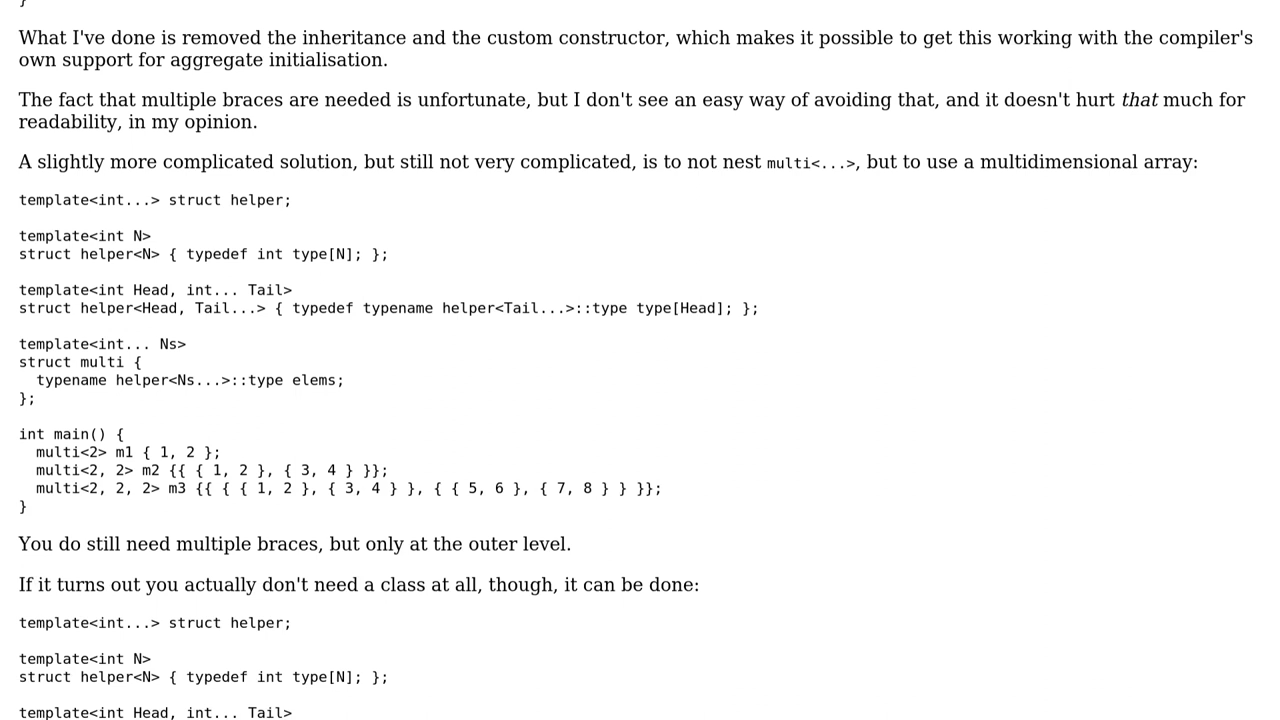 }
What I've done is removed the inheritance and the custom constructor, which makes it possible to get this working with the compiler's
own support for aggregate initialisation.
The fact that multiple braces are needed is unfortunate, but I don't see an easy way of avoiding that, and it doesn't hurt that much for
readability, in my opinion.
A slightly more complicated solution, but still not very complicated, is to not nest multi<...>, but to use a multidimensional array:
template<int...> struct helper;
template<int N>
struct helper<N> { typedef int type[N]; };
template<int Head, int... Tail>
struct helper<Head, Tail...> { typedef typename helper<Tail...>::type type[Head]; };
template<int... Ns>
struct multi {
  typename helper<Ns...>::type elems;
};
int main() {
  multi<2> m1 { 1, 2 };
  multi<2, 2> m2 {{ { 1, 2 }, { 3, 4 } }};
  multi<2, 2, 2> m3 {{ { { 1, 2 }, { 3, 4 } }, { { 5, 6 }, { 7, 8 } } }};
}
You do still need multiple braces, but only at the outer level.
If it turns out you actually don't need a class at all, though, it can be done:
template<int...> struct helper;
template<int N>
struct helper<N> { typedef int type[N]; };
template<int Head, int... Tail>